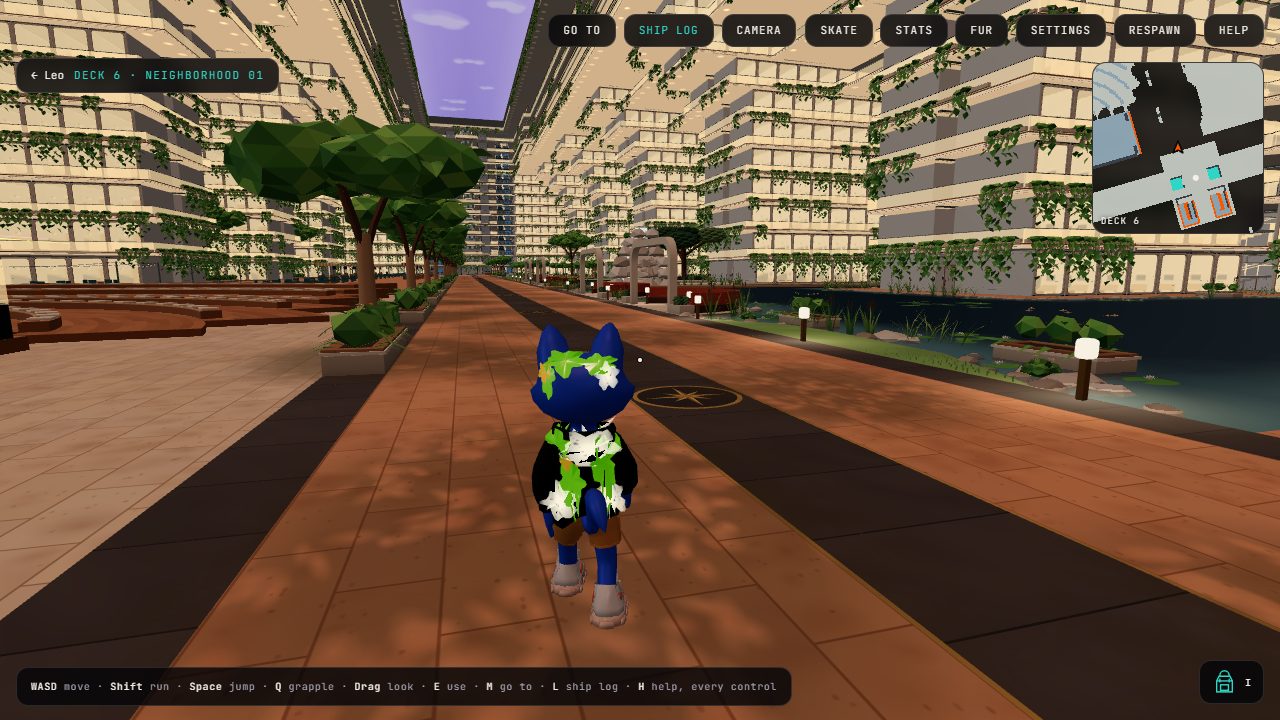 GO TO
SHIP LOG
CAMERA
SKATE
STATS
FUR
SETTINGS
RESPAWN
HELP
← Leo DECK 6 · NEIGHBORHOOD 01
DECK 6
WASD move · Shift run · Space jump · Q grapple · Drag look · E use · M go to · L ship log · H help, every control
I